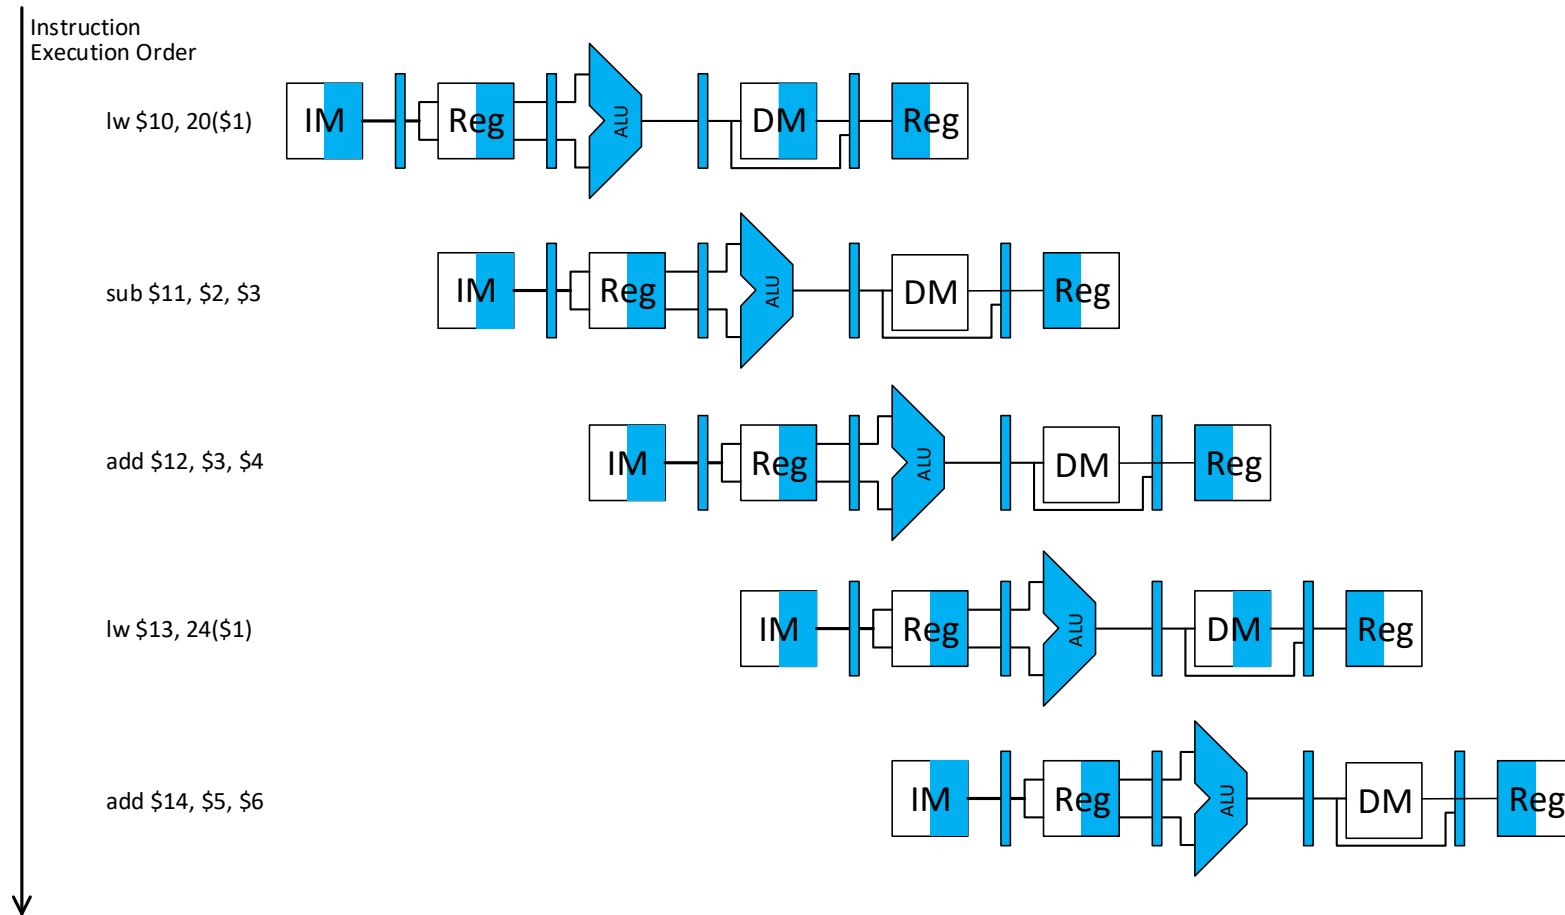 Instruction
Execution Order
lw $10, 20($1)
IM
Reg
ALU
DM
Reg
sub $11, $2, $3
IM
Reg
ALU
DM
Reg
add $12, $3, $4
IM
Reg
ALU
DM
Reg
lw $13, 24($1)
IM
Reg
ALU
DM
Reg
add $14, $5, $6
IM
Reg
ALU
DM
Reg